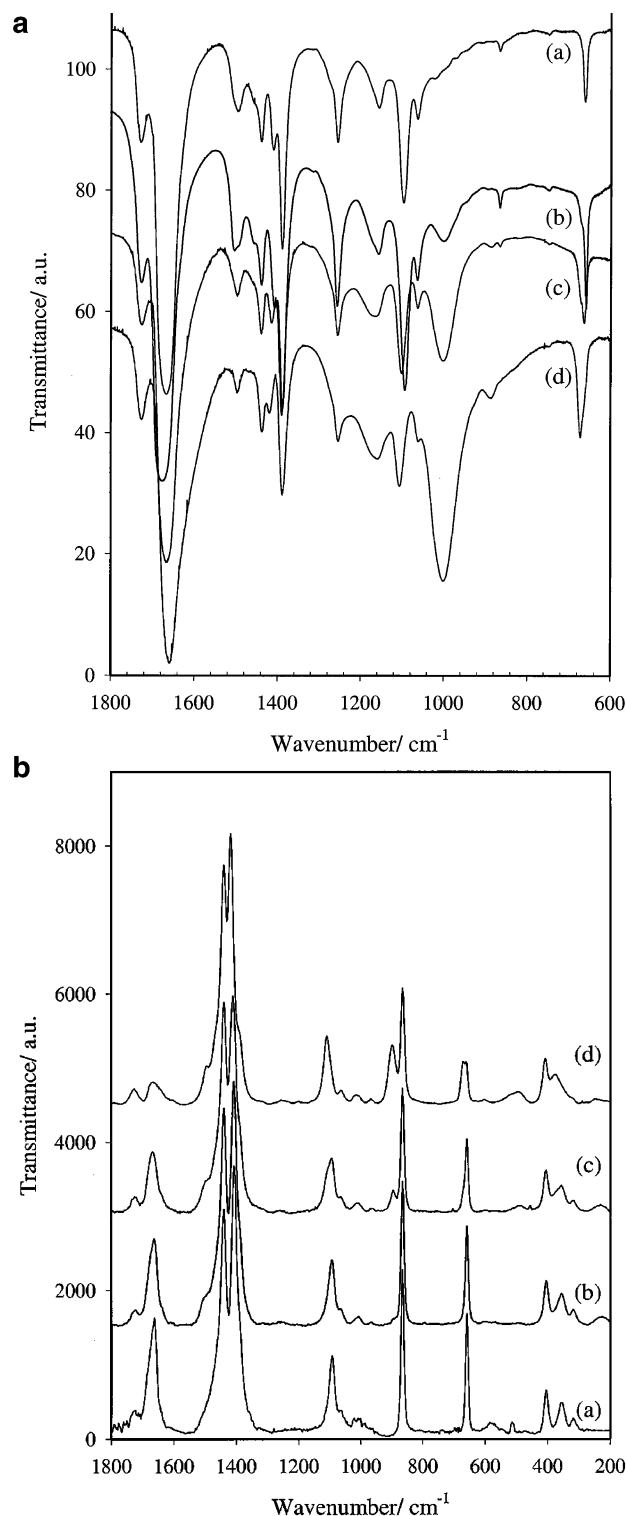 a
100
80
60
40
20
0
Transmittance/ a.u.
(a)
(b)
(c)
(d)
1800 1600 1400 1200 1000 800 600
Wavenumber/ cm-1
b
8000
6000
4000
2000
0
Transmittance/ a.u.
(d)
(c)
(b)
(a)
1800 1600 1400 1200 1000 800 600 400 200
Wavenumber/ cm-1